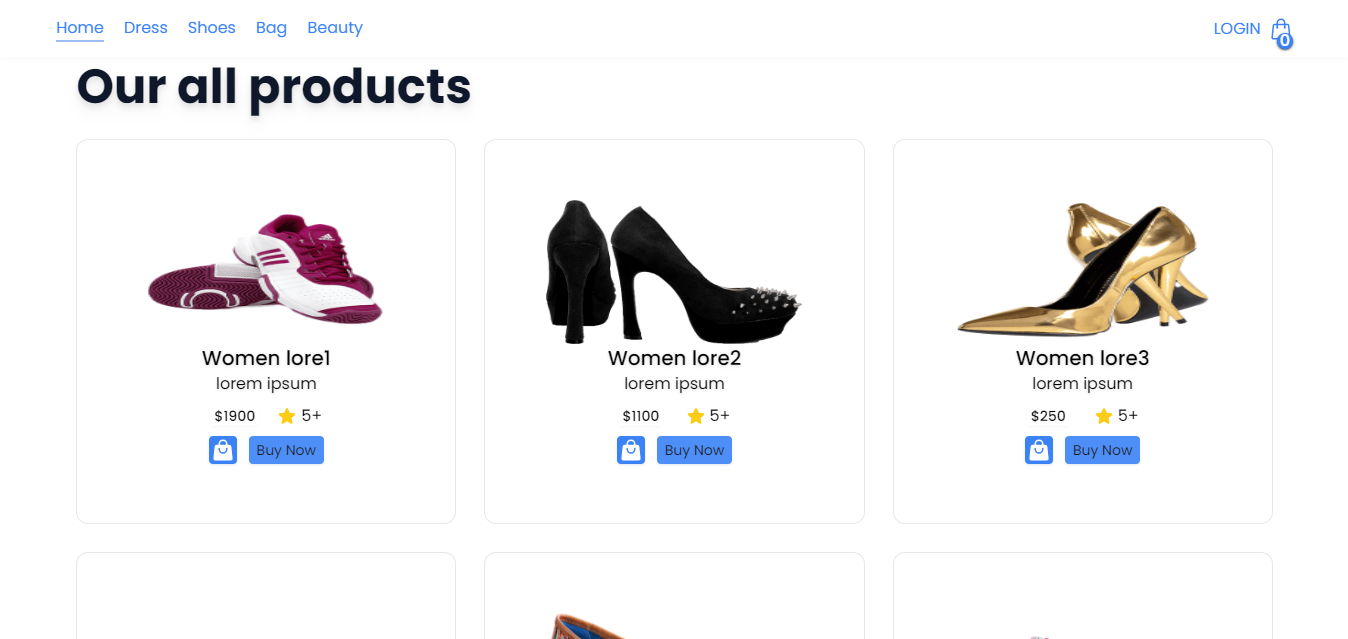 Home Dress Shoes Bag Beauty LOGIN 0
Our all products
Women lore1
lorem ipsum
$1900 5+
Buy Now
Women lore2
lorem ipsum
$1100 5+
Buy Now
Women lore3
lorem ipsum
$250 5+
Buy Now